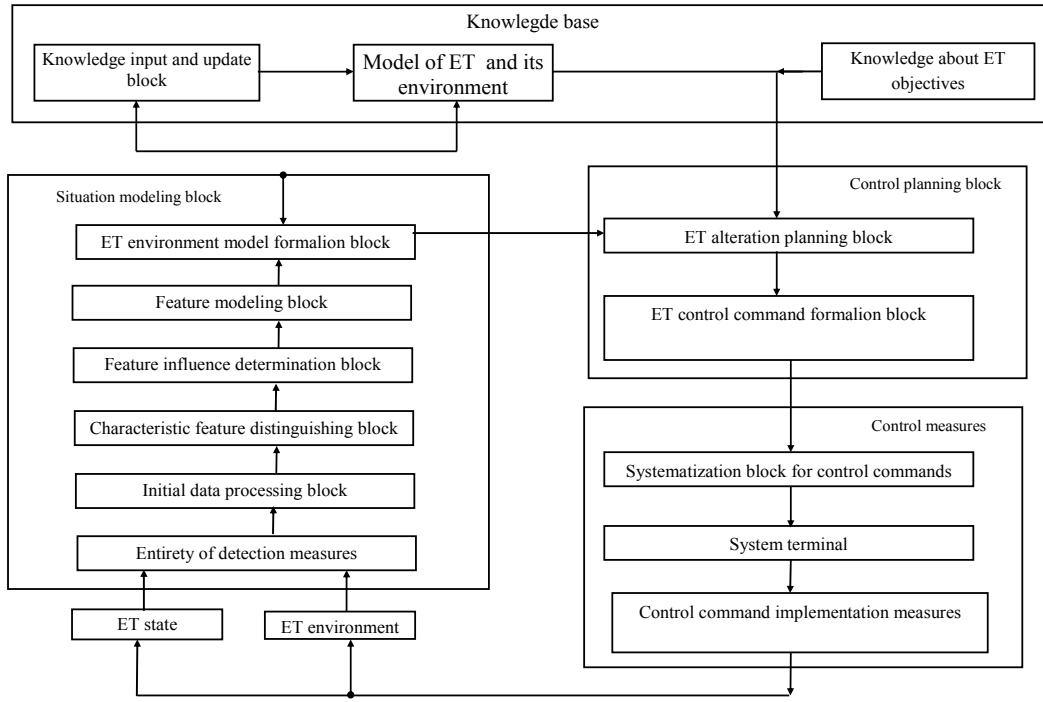 Knowlegde base
Knowledge input and update
block
Model of ET and its
environment
Knowledge about ET
objectives
Situation modeling block
ET environment model formalion block
Feature modeling block
Feature influence determination block
Characteristic feature distinguishing block
Initial data processing block
Entirety of detection measures
ET state
ET environment
Control planning block
ET alteration planning block
ET control command formalion block
Control measures
Systematization block for control commands
System terminal
Control command implementation measures